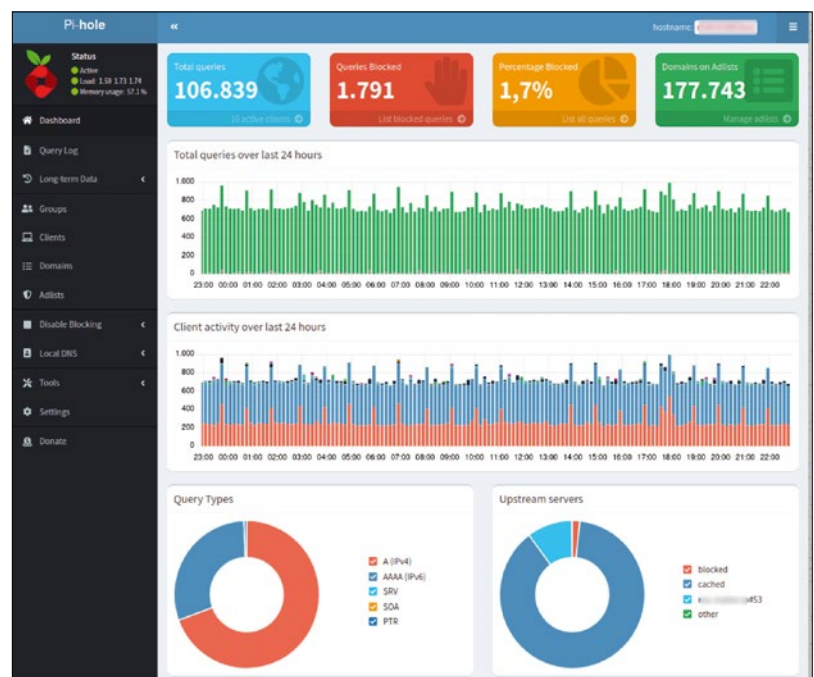 Pi-hole
«
hostname:
Status
Active
Load: 1.59 1.73 1.74
Memory usage: 57.1 %
Dashboard
Query Log
Long-term Data
Groups
Clients
Domains
Adlists
Disable Blocking
Local DNS
Tools
Settings
Donate
Total queries
106.839
10 active clients
Queries Blocked
1.791
List blocked queries
Percentage Blocked
1,7%
List all queries
Domains on Adlists
177.743
Manage adlists
Total queries over last 24 hours
1.000
800
600
400
200
0
23:00 00:00 01:00 02:00 03:00 04:00 05:00 06:00 07:00 08:00 09:00 10:00 11:00 12:00 13:00 14:00 15:00 16:00 17:00 18:00 19:00 20:00 21:00 22:00
Client activity over last 24 hours
1.000
800
600
400
200
0
23:00 00:00 01:00 02:00 03:00 04:00 05:00 06:00 07:00 08:00 09:00 10:00 11:00 12:00 13:00 14:00 15:00 16:00 17:00 18:00 19:00 20:00 21:00 22:00
Query Types
A (IPv4)
AAAA (IPv6)
SRV
SOA
PTR
Upstream servers
blocked
cached
#53
other